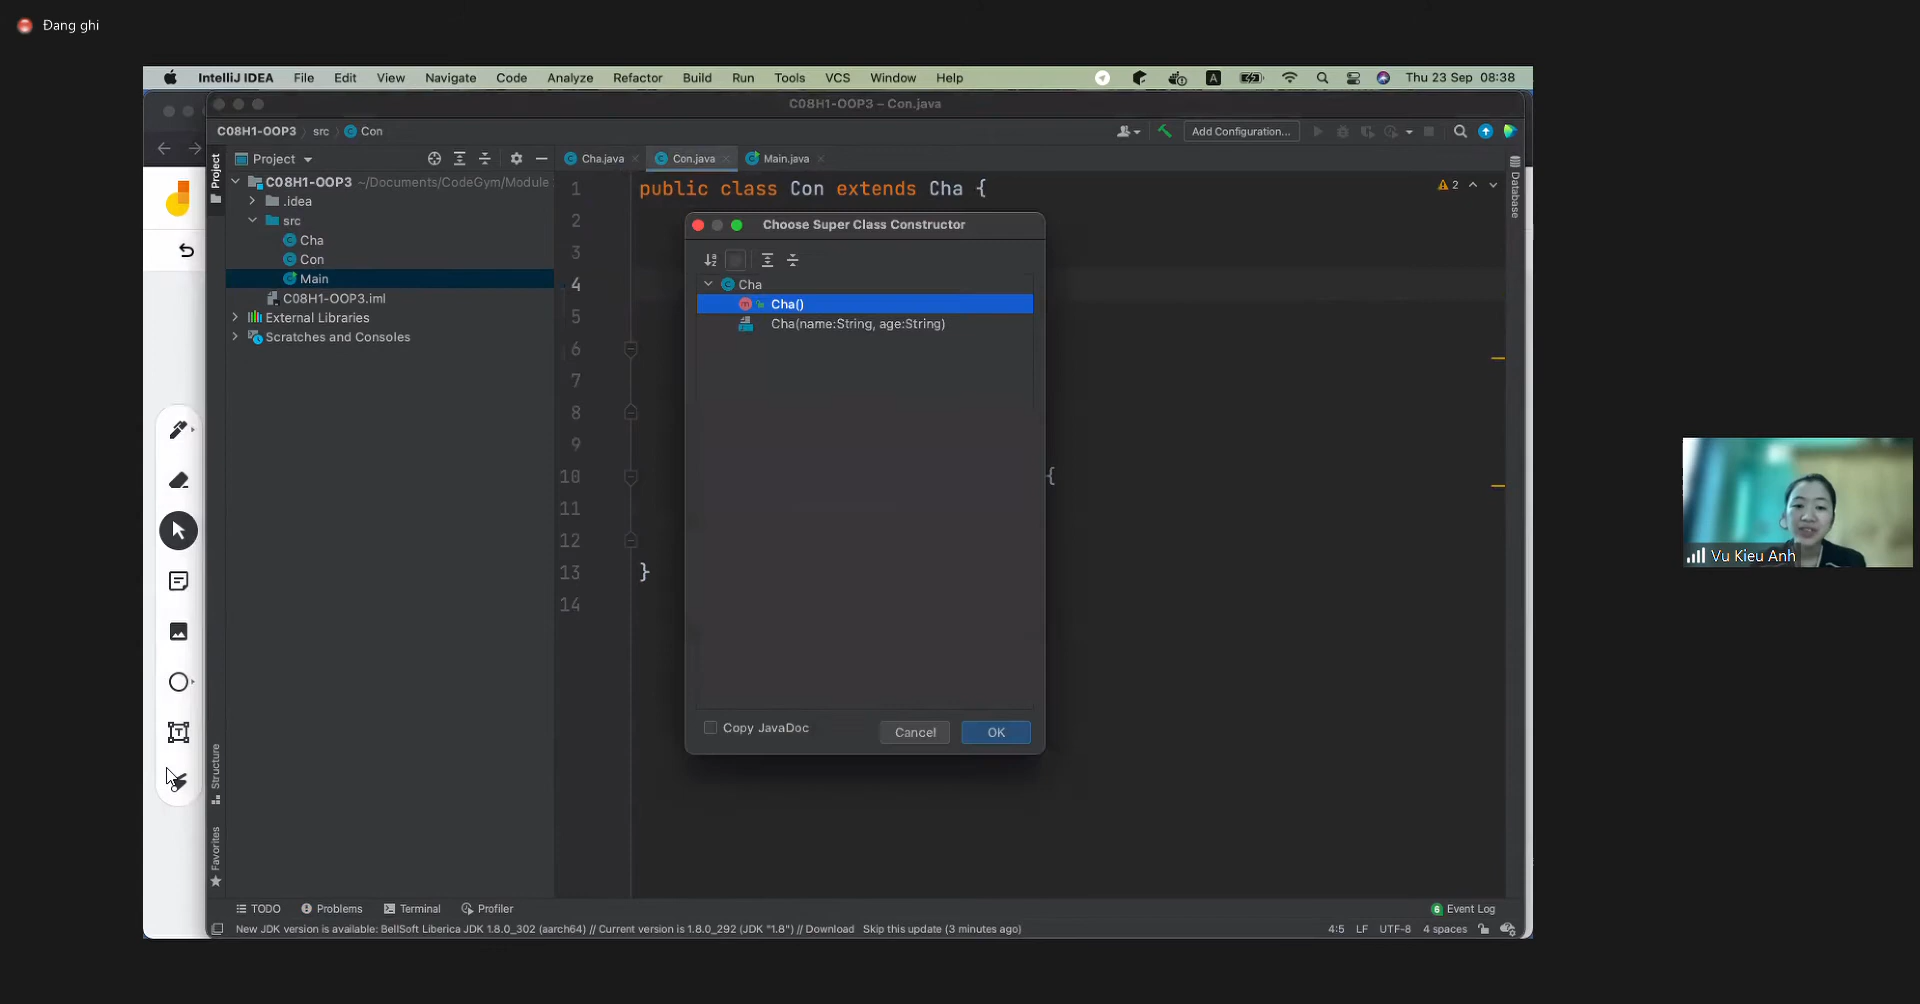 Đang ghi
IntelliJ IDEA File Edit View Navigate Code Analyze Refactor Build Run Tools VCS Window Help A Thu 23 Sep 08:38
C08H1-OOP3 – Con.java
C08H1-OOP3 src Con Add Configuration...
Project Cha.java Con.java Main.java
Project
C08H1-OOP3 ~/Documents/CodeGym/Module
.idea
src
Cha
Con
Main
C08H1-OOP3.iml
External Libraries
Scratches and Consoles
Structure
Favorites
1 public class Con extends Cha {
2
3
4
5
6
7
8
9
10 {
11
12
13 }
14
2
Database
Choose Super Class Constructor
Cha
Cha()
Cha(name:String, age:String)
Copy JavaDoc Cancel OK
Vu Kieu Anh
TODO Problems Terminal Profiler 6 Event Log
New JDK version is available: BellSoft Liberica JDK 1.8.0_302 (aarch64) // Current version is 1.8.0_292 (JDK "1.8") // Download Skip this update (3 minutes ago) 4:5 LF UTF-8 4 spaces